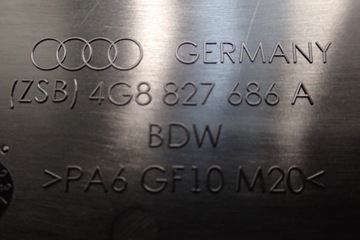 GERMANY
(ZSB) 4G8 827 686 A
BDW
>PA6 GF10 M20<